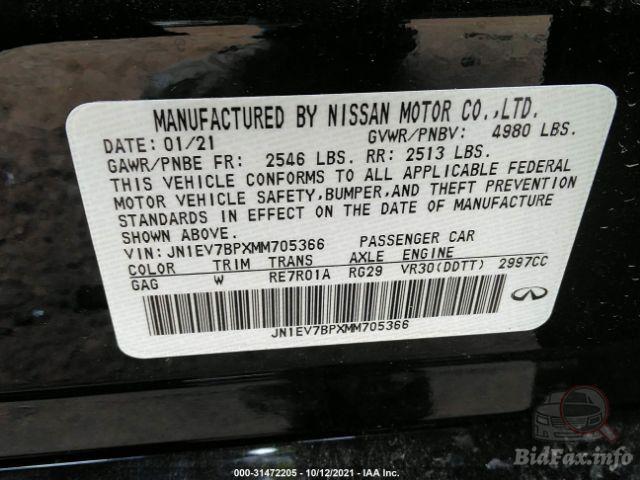 MANUFACTURED BY NISSAN MOTOR CO.,LTD.
DATE: 01/21 GVWR/PNBV: 4980 LBS.
GAWR/PNBE FR: 2546 LBS. RR: 2513 LBS.
THIS VEHICLE CONFORMS TO ALL APPLICABLE FEDERAL
MOTOR VEHICLE SAFETY, BUMPER, AND THEFT PREVENTION
STANDARDS IN EFFECT ON THE DATE OF MANUFACTURE
SHOWN ABOVE.
VIN: JN1EV7BPXMM705366 PASSENGER CAR
COLOR TRIM TRANS AXLE ENGINE
GAG W RE7R01A RG29 VR30(DDTT) 2997CC
JN1EV7BPXMM705366
BidFax.info
000-31472205 - 10/12/2021 - IAA Inc.